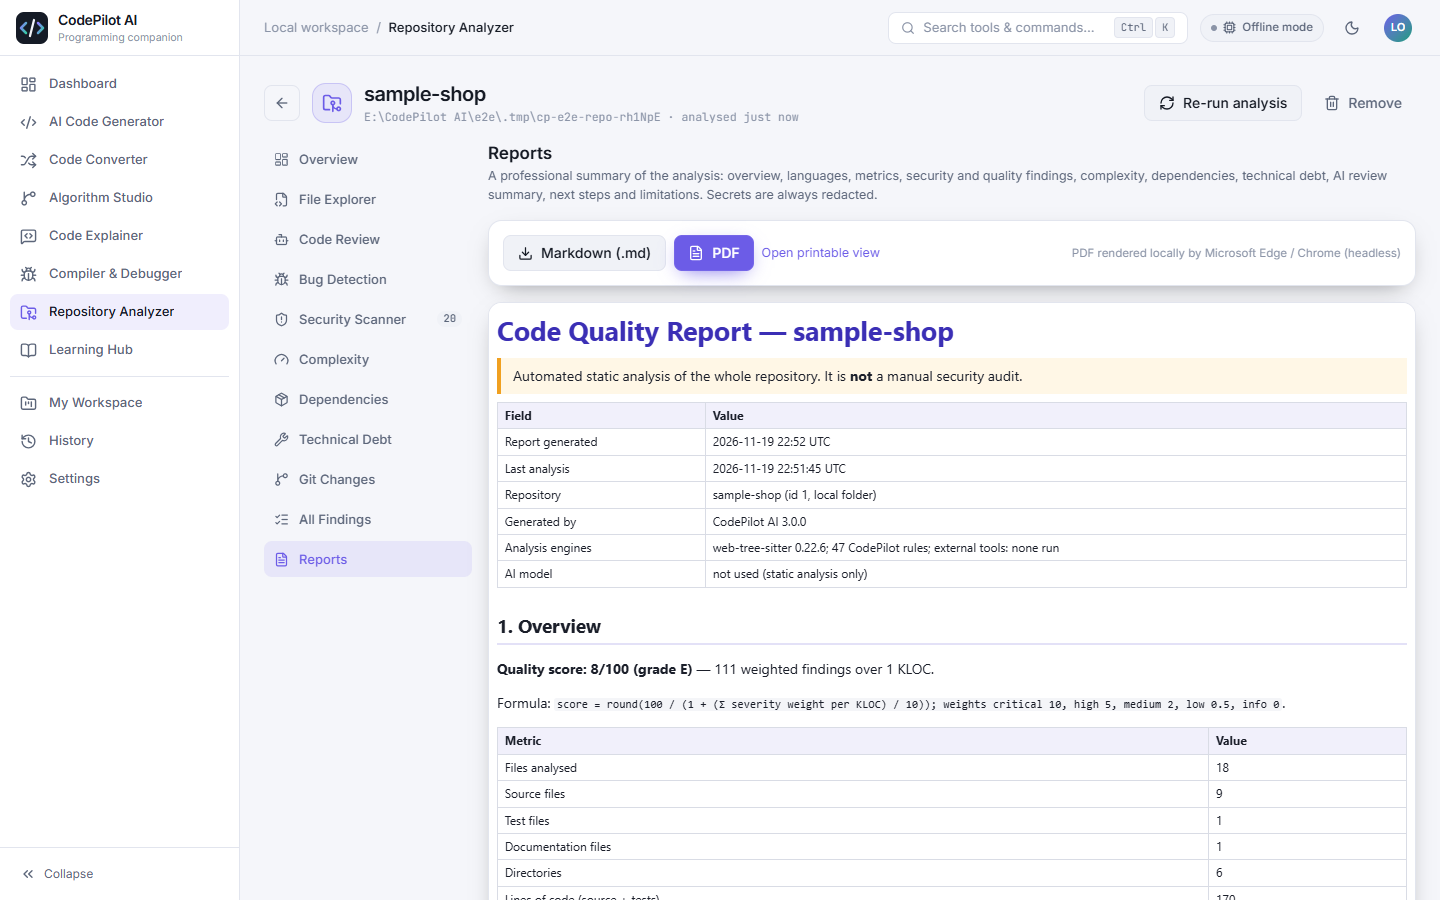 CodePilot AI
Programming companion
Dashboard
AI Code Generator
Code Converter
Algorithm Studio
Code Explainer
Compiler & Debugger
Repository Analyzer
Learning Hub
My Workspace
History
Settings
Collapse
Local workspace / Repository Analyzer
Search tools & commands... Ctrl K
Offline mode
LO
sample-shop
E:\CodePilot AI\e2e\.tmp\cp-e2e-repo-rh1NpE · analysed just now
Re-run analysis
Remove
Overview
File Explorer
Code Review
Bug Detection
Security Scanner 20
Complexity
Dependencies
Technical Debt
Git Changes
All Findings
Reports
Reports
A professional summary of the analysis: overview, languages, metrics, security and quality findings, complexity, dependencies, technical debt, AI review
summary, next steps and limitations. Secrets are always redacted.
Markdown (.md) PDF Open printable view PDF rendered locally by Microsoft Edge / Chrome (headless)
Code Quality Report — sample-shop
Automated static analysis of the whole repository. It is not a manual security audit.
Field Value
Report generated 2026-11-19 22:52 UTC
Last analysis 2026-11-19 22:51:45 UTC
Repository sample-shop (id 1, local folder)
Generated by CodePilot AI 3.0.0
Analysis engines web-tree-sitter 0.22.6; 47 CodePilot rules; external tools: none run
AI model not used (static analysis only)
1. Overview
Quality score: 8/100 (grade E) — 111 weighted findings over 1 KLOC.
Formula: score = round(100 / (1 + (Σ severity weight per KLOC) / 10)); weights critical 10, high 5, medium 2, low 0.5, info 0.
Metric Value
Files analysed 18
Source files 9
Test files 1
Documentation files 1
Directories 6
Lines of code (source + tests) 170